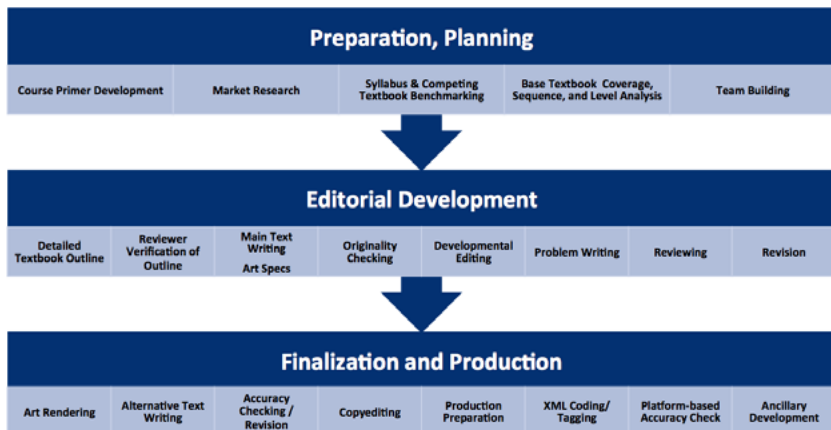 Preparation, Planning
Course Primer Development
Market Research
Syllabus & Competing
Textbook Benchmarking
Base Textbook Coverage,
Sequence, and Level Analysis
Team Building
Editorial Development
Detailed
Textbook Outline
Reviewer
Verification of
Outline
Main Text
Writing
Art Specs
Originality
Checking
Developmental
Editing
Problem Writing
Reviewing
Revision
Finalization and Production
Art Rendering
Alternative Text
Writing
Accuracy
Checking /
Revision
Copyediting
Production
Preparation
XML Coding/
Tagging
Platform-based
Accuracy Check
Ancillary
Development